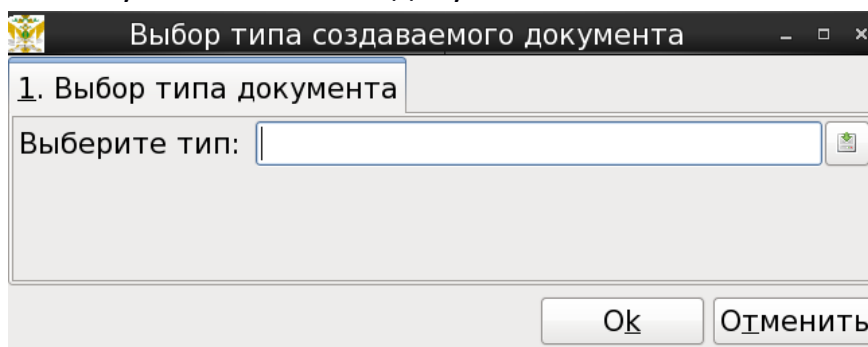 Выбор типа создаваемого документа
1. Выбор типа документа
Выберите тип:
Ok Отменить